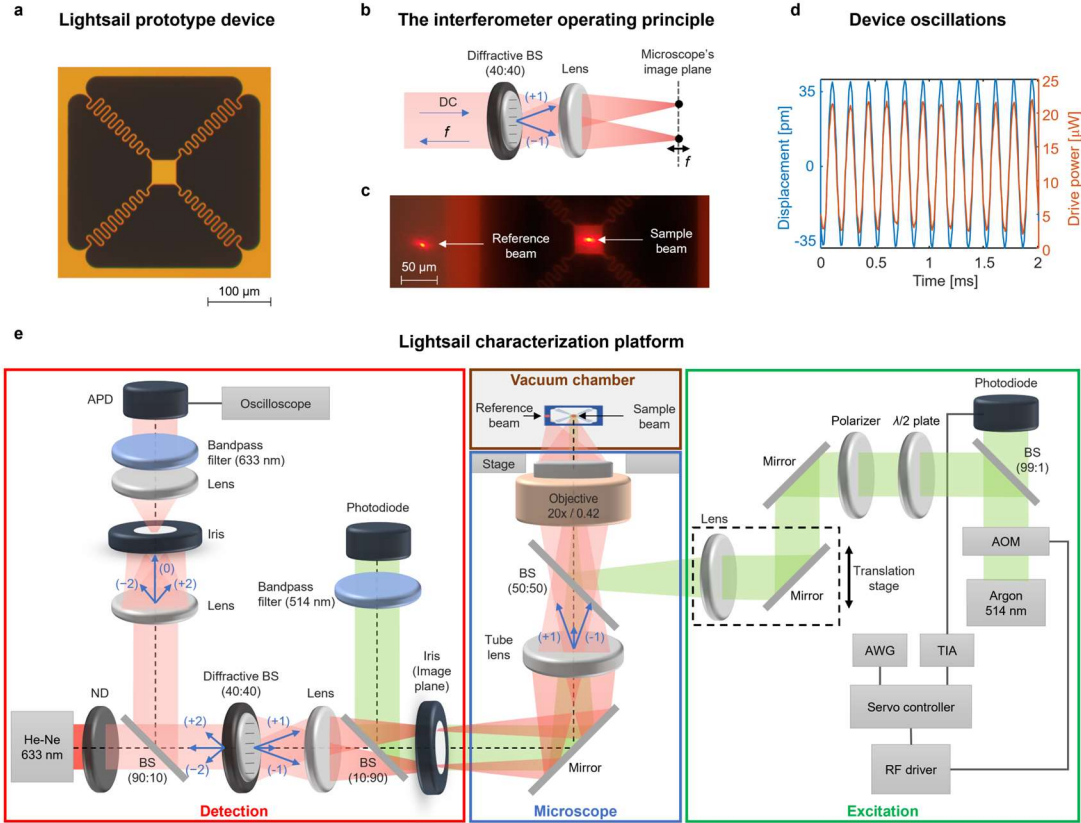 a
Lightsail prototype device
100 µm
b
The interferometer operating principle
Diffractive BS
(40:40)
Lens
Microscope's
image plane
DC
(+1)
f
(−1)
f
c
Reference
beam
Sample
beam
50 µm
d
Device oscillations
Displacement [pm]
35
0
-35
Drive power [µW]
25
20
15
10
5
0
0
0.5
1
1.5
2
Time [ms]
e
Lightsail characterization platform
APD
Oscilloscope
Bandpass
filter (633 nm)
Lens
Iris
(0)
(−2)
(+2)
Lens
Photodiode
Bandpass
filter (514 nm)
Iris
(Image
plane)
ND
Diffractive BS
(40:40)
Lens
He-Ne
633 nm
BS
(90:10)
(+2)
(−2)
(+1)
(-1)
BS
(10:90)
Detection
Vacuum chamber
Reference
beam
Sample
beam
Stage
Objective
20x / 0.42
BS
(50:50)
(+1)
(-1)
Tube
lens
Mirror
Microscope
Photodiode
Polarizer
λ/2 plate
BS
(99:1)
Mirror
Lens
Mirror
Translation
stage
AOM
Argon
514 nm
AWG
TIA
Servo controller
RF driver
Excitation